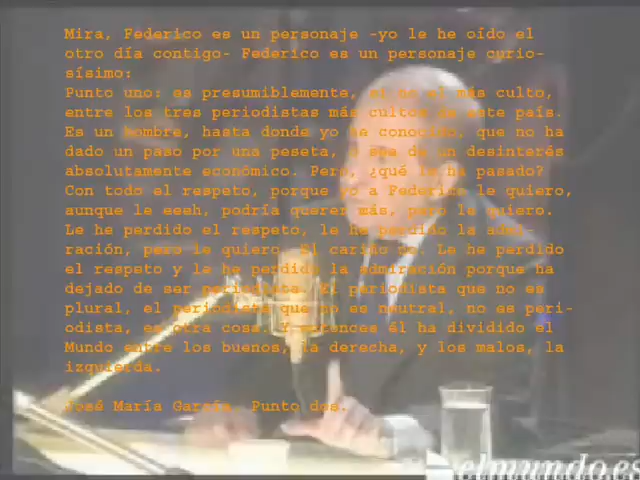 Mira, Federico es un personaje -yo le he oído el
otro día contigo- Federico es un personaje curio-
sísimo:
Punto uno: es presumiblemente, si no el más culto,
entre los tres periodistas más cultos de este país.
Es un hombre, hasta donde yo he conocido, que no ha
dado un paso por una peseta, o sea de un desinterés
absolutamente económico. Pero, ¿qué le ha pasado?
Con todo el respeto, porque yo a Federico le quiero,
aunque le eeeh, podría querer más, pero le quiero.
Le he perdido el respeto, le he perdido la admi-
ración, pero le quiero. El cariño no. Le he perdido
el respeto y le he perdido la admiración porque ha
dejado de ser periodista. El periodista que no es
plural, el periodista que no es neutral, no es peri-
odista, es otra cosa. Y entonces él ha dividido el
Mundo entre los buenos, la derecha, y los malos, la
izquierda.
José María García. Punto dos.
elmundo.es